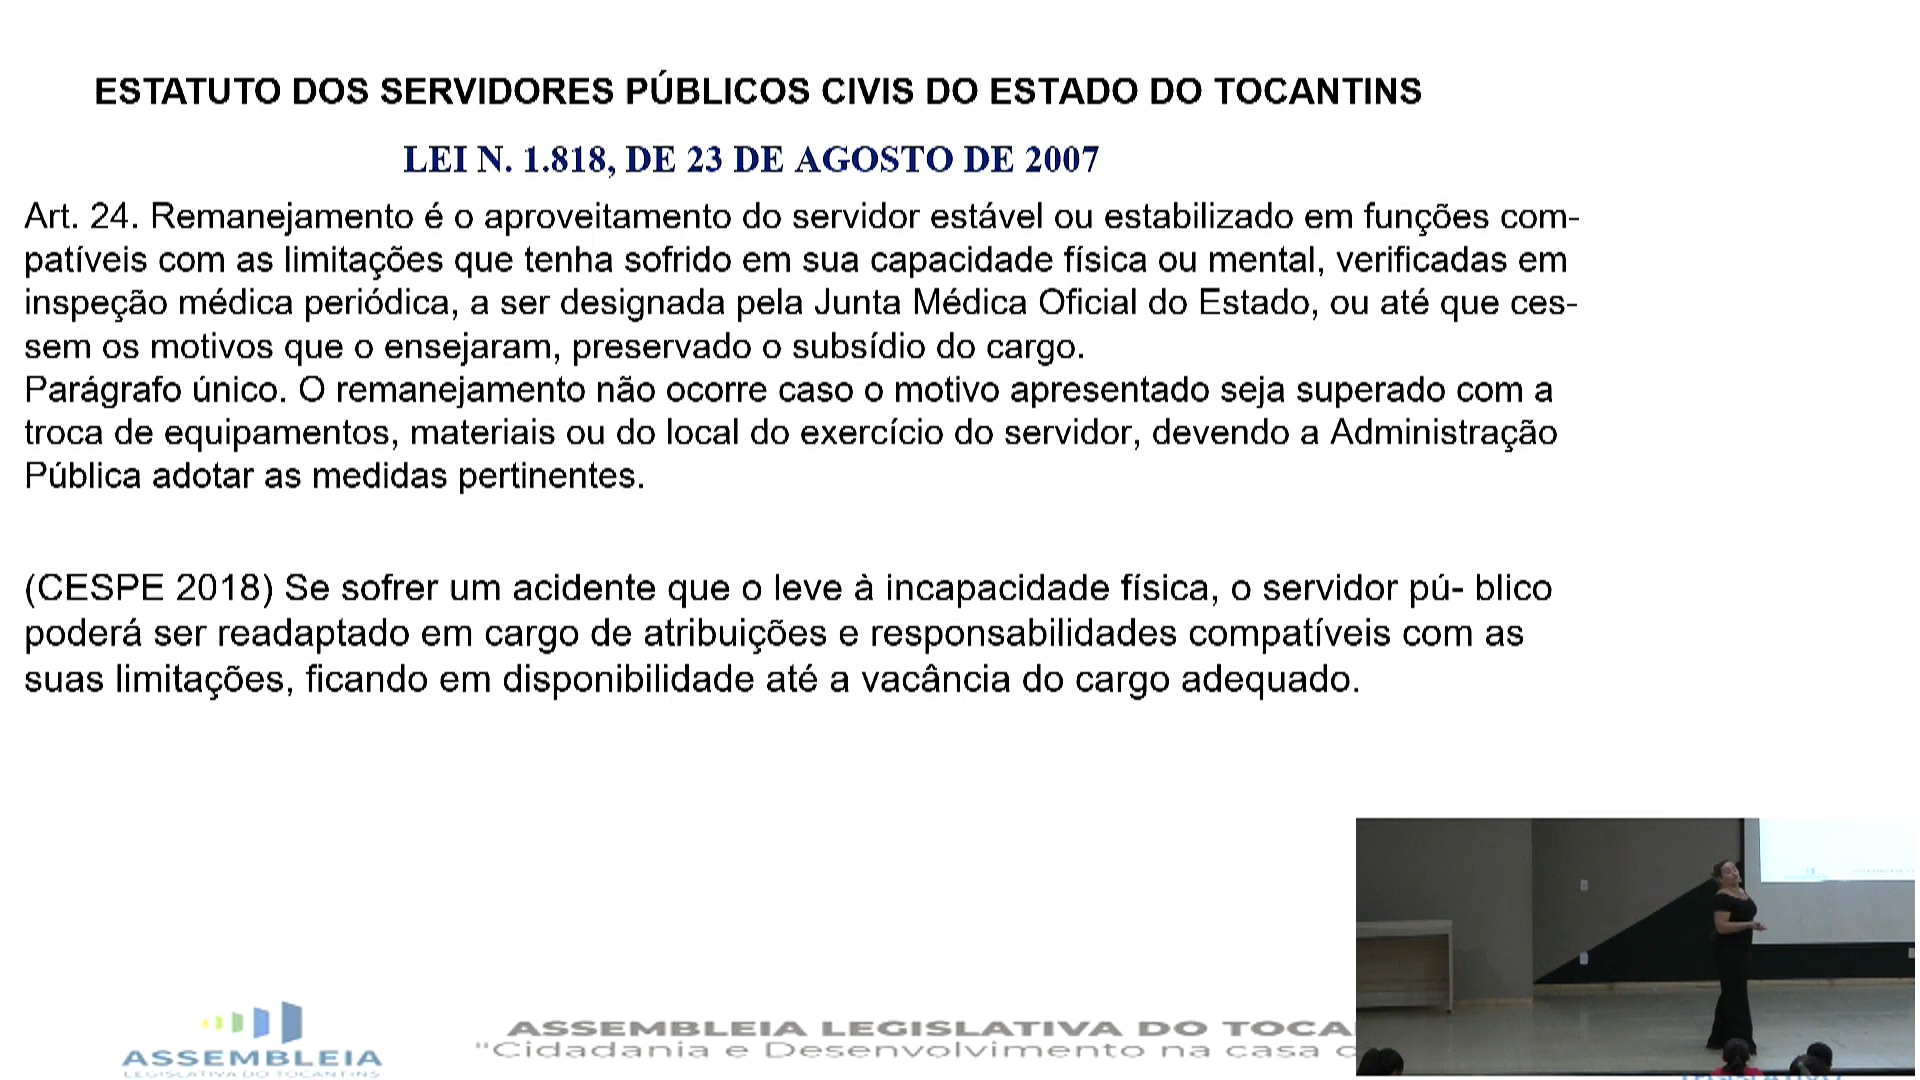 ESTATUTO DOS SERVIDORES PÚBLICOS CIVIS DO ESTADO DO TOCANTINS
LEI N. 1.818, DE 23 DE AGOSTO DE 2007
Art. 24. Remanejamento é o aproveitamento do servidor estável ou estabilizado em funções com-
patíveis com as limitações que tenha sofrido em sua capacidade física ou mental, verificadas em
inspeção médica periódica, a ser designada pela Junta Médica Oficial do Estado, ou até que ces-
sem os motivos que o ensejaram, preservado o subsídio do cargo.
Parágrafo único. O remanejamento não ocorre caso o motivo apresentado seja superado com a
troca de equipamentos, materiais ou do local do exercício do servidor, devendo a Administração
Pública adotar as medidas pertinentes.
(CESPE 2018) Se sofrer um acidente que o leve à incapacidade física, o servidor pú- blico
poderá ser readaptado em cargo de atribuições e responsabilidades compatíveis com as
suas limitações, ficando em disponibilidade até a vacância do cargo adequado.
ASSEMBLEIA LEGISLATIVA DO TOCA
"Cidadania e Desenvolvimento na casa
ASSEMBLEIA
LEGISLATIVA DO TOCANTINS